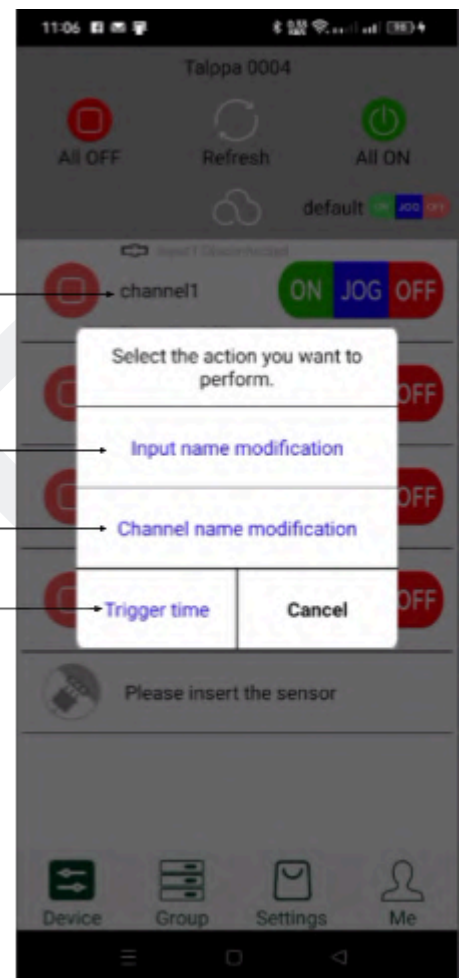 11:06
Talppa 0004
All OFF
Refresh
All ON
default ON JOG OFF
Input1 Disconnected
channel1
ON JOG OFF
Select the action you want to
perform.
OFF
Input name modification
OFF
Channel name modification
Trigger time
Cancel
OFF
Please insert the sensor
Device
Group
Settings
Me